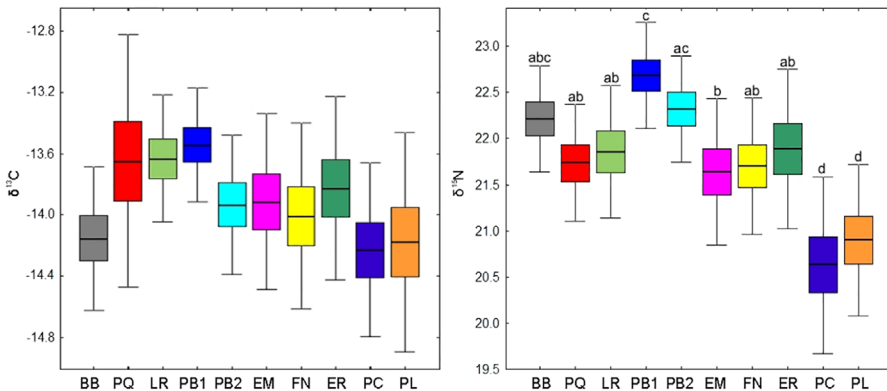 -12.8
-13.2
-13.6
-14.0
-14.4
-14.8
δ13C
BB PQ LR PB1 PB2 EM FN ER PC PL
23.0
22.5
22.0
21.5
21.0
20.5
20.0
19.5
δ15N
abc ab ab c ac b ab ab d d
BB PQ LR PB1 PB2 EM FN ER PC PL